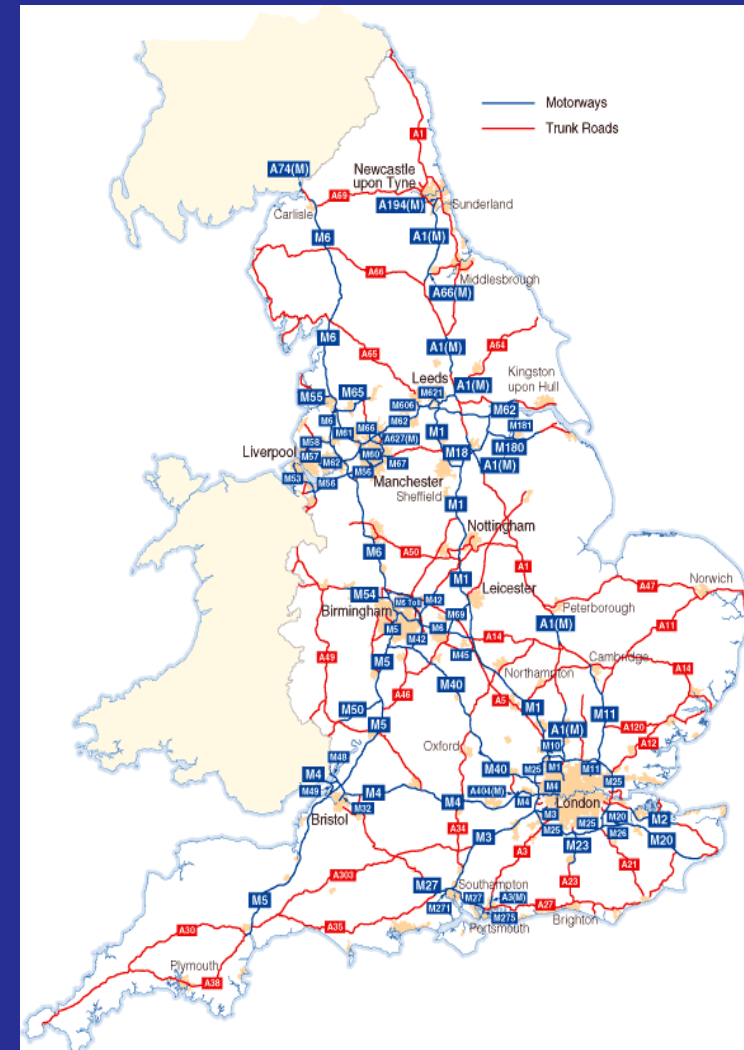 Motorways
Trunk Roads
A1
Newcastle
upon Tyne
A74(M)
A69
A194(M)
Sunderland
Carlisle
M6
A1(M)
A66
Middlesbrough
A66(M)
M6
A1(M)
A64
A65
Kingston
upon Hull
Leeds
A1(M)
M621
M55
M65
M606
M62
M6
M66
M62
M181
M61
M1
A627(M)
M58
M180
Liverpool
M57
M62
M60
M18
M67
A1(M)
M56
M53
M56
Manchester
Sheffield
M1
Nottingham
M6
A50
A1
M1
Leicester
A47
Norwich
M54
M6 Toll
M42
Peterborough
Birmingham
M69
A1(M)
A11
M5
M6
M42
A14
A49
M45
Cambridge
M5
Northampton
A14
M40
A46
A5
M50
M1
M11
M5
A1(M)
A120
Oxford
M10
A12
M48
M40
M25
M1
M11
M4
M25
M49
M4
A404(M)
M4
M32
M4
M4
London
Bristol
M3
M20
M2
A34
M25
M25
M26
M3
M23
M20
A3
A21
A303
M27
Southampton
A23
M5
M27
A3(M)
M271
A27
M275
Brighton
A30
A35
Portsmouth
Plymouth
A38